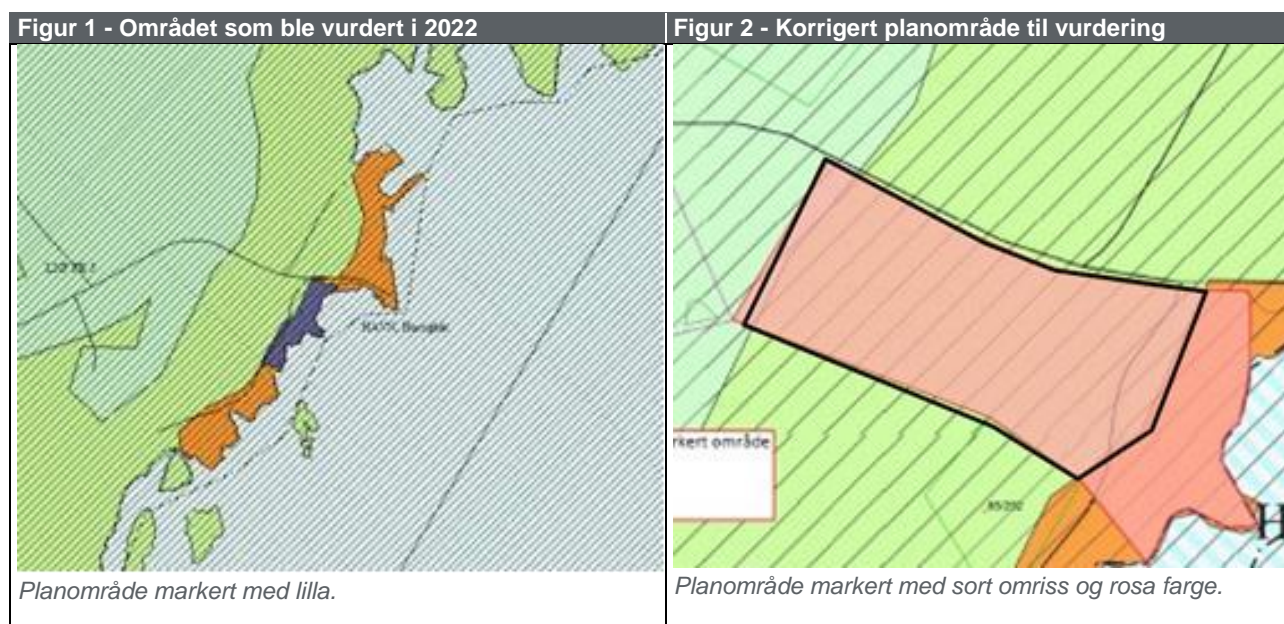 Figur 1 - Området som ble vurdert i 2022
Figur 2 - Korrigert planområde til vurdering
HAVN,
rkert område
H
Planområde markert med lilla.
Planområde markert med sort omriss og rosa farge.